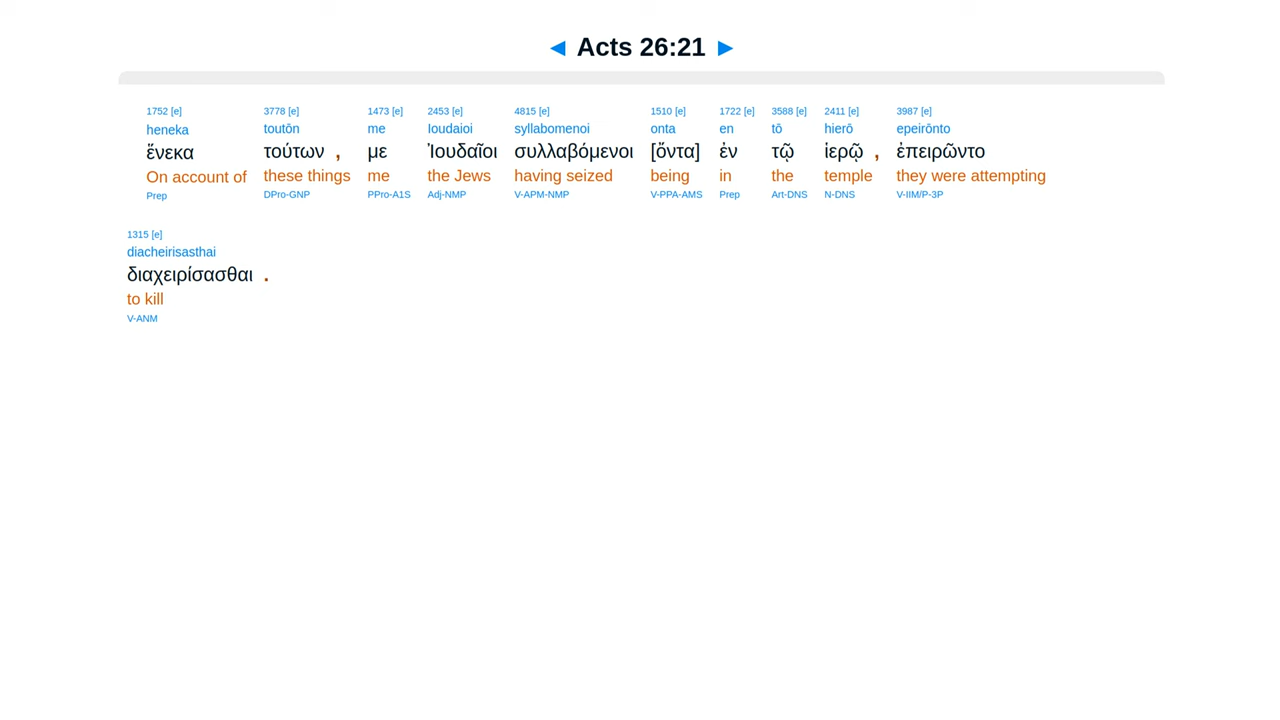 ◄ Acts 26:21 ►
1752 [e] 3778 [e] 1473 [e] 2453 [e] 4815 [e] 1510 [e] 1722 [e] 3588 [e] 2411 [e] 3987 [e]
heneka toutōn me Ioudaioi syllabomenoi onta en tō hierō epeirōnto
ἕνεκα τούτων , με Ἰουδαῖοι συλλαβόμενοι [ὄντα] ἐν τῷ ἱερῷ , ἐπειρῶντο
On account of these things me the Jews having seized being in the temple they were attempting
Prep DPro-GNP PPro-A1S Adj-NMP V-APM-NMP V-PPA-AMS Prep Art-DNS N-DNS V-IIM/P-3P
1315 [e]
diacheirisasthai
διαχειρίσασθαι .
to kill
V-ANM